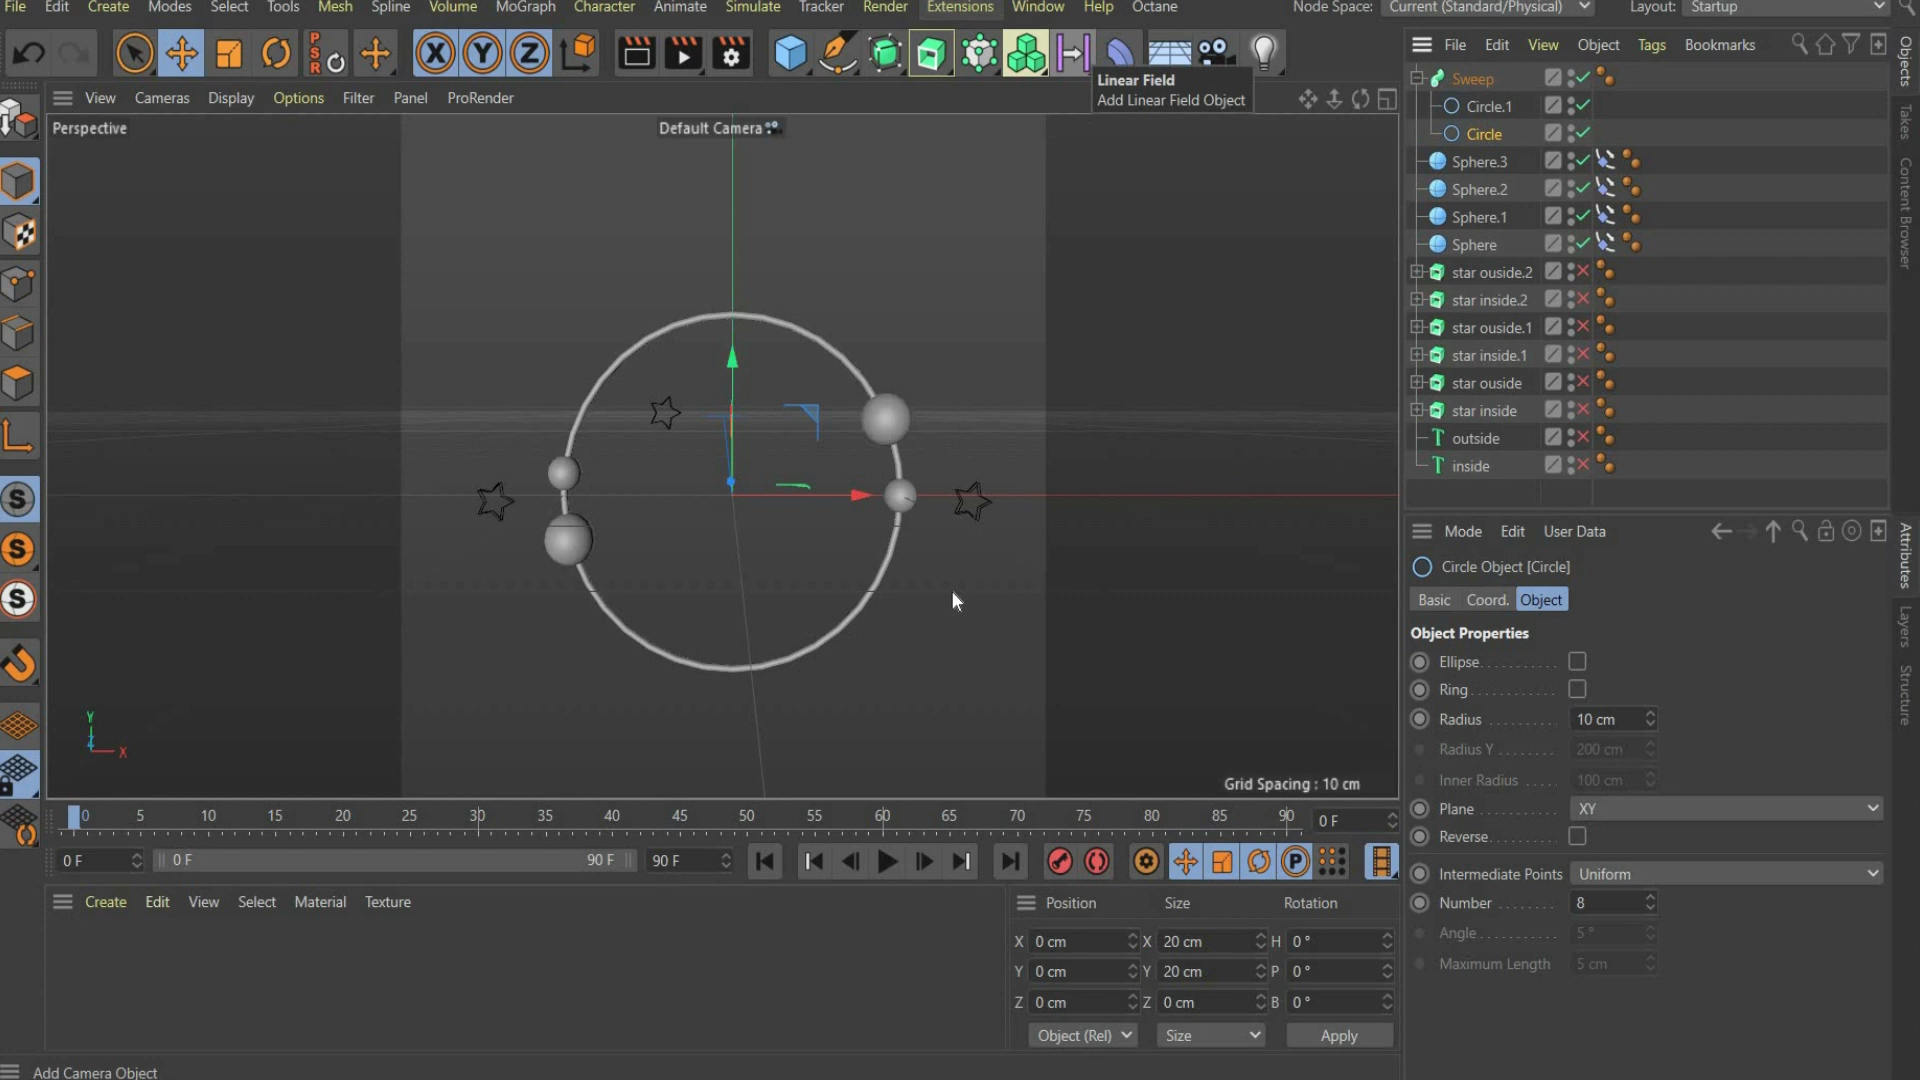 File Edit Create Modes Select Tools Mesh Spline Volume MoGraph Character Animate Simulate Tracker Render Extensions Window Help Octane Node Space: Current (Standard/Physical) Layout: Startup
PSR X Y Z
Linear Field
Add Linear Field Object
View Cameras Display Options Filter Panel ProRender
Perspective
Default Camera
Y
Z
X
Grid Spacing : 10 cm
S
S
S
0 5 10 15 20 25 30 35 40 45 50 55 60 65 70 75 80 85 90 0 F
0 F 0 F 90 F 90 F P
Create Edit View Select Material Texture
Position Size Rotation
X 0 cm X 20 cm H 0 °
Y 0 cm Y 20 cm P 0 °
Z 0 cm Z 0 cm B 0 °
Object (Rel) Size Apply
Add Camera Object
File Edit View Object Tags Bookmarks
Sweep
Circle.1
Circle
Sphere.3
Sphere.2
Sphere.1
Sphere
star ouside.2
star inside.2
star ouside.1
star inside.1
star ouside
star inside
outside
inside
Mode Edit User Data
Circle Object [Circle]
Basic Coord. Object
Object Properties
Ellipse
Ring
Radius 10 cm
Radius Y 200 cm
Inner Radius 100 cm
Plane XY
Reverse
Intermediate Points Uniform
Number 8
Angle 5 °
Maximum Length 5 cm
Objects
Takes
Content Browser
Attributes
Layers
Structure